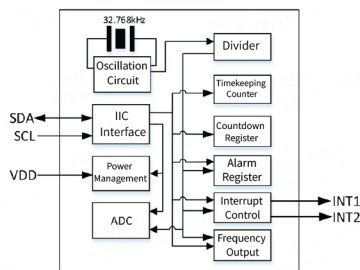 32.768kHz
Oscillation
Circuit
Divider
Timekeeping
Counter
SDA
SCL
IIC
Interface
Countdown
Register
VDD
Power
Management
Alarm
Register
ADC
Interrupt
Control
INT1
INT2
Frequency
Output